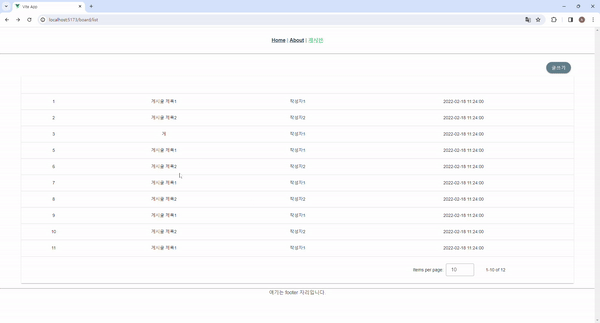 Vite App
localhost:5173/board/list
Home | About | 게시판
글쓰기
1 게시글 제목1 작성자1 2022-02-18 11:24:00
2 게시글 제목2 작성자2 2022-02-18 11:24:00
3 게 작성자1 2022-02-18 11:24:00
5 게시글 제목1 작성자1 2022-02-18 11:24:00
6 게시글 제목2 작성자2 2022-02-18 11:24:00
7 게시글 제목1 작성자1 2022-02-18 11:24:00
8 게시글 제목2 작성자2 2022-02-18 11:24:00
9 게시글 제목1 작성자1 2022-02-18 11:24:00
10 게시글 제목2 작성자2 2022-02-18 11:24:00
11 게시글 제목1 작성자1 2022-02-18 11:24:00
Items per page: 10 1-10 of 12
여기는 footer 자리입니다.